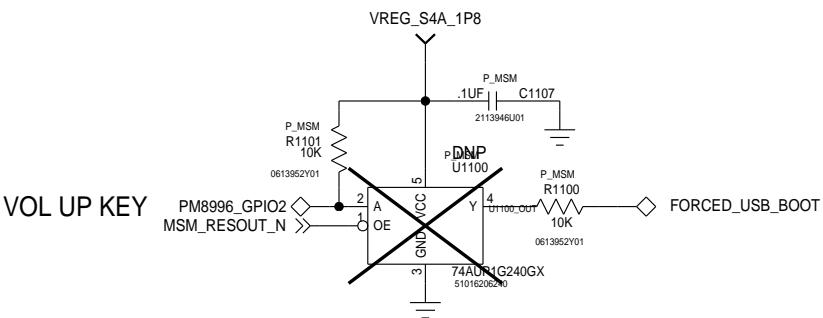 VREG_S4A_1P8
P_MSM
.1UF C1107
2113946U01
P_MSM
R1101
10K
0613952Y01
DNP
P_MSM
U1100
5
P_MSM
R1100
10K
0613952Y01
VOL UP KEY
PM8996_GPIO2
2
A
VCC
Y
4
U1100_OUT
FORCED_USB_BOOT
MSM_RESOUT_N
1
OE
GND
3
74AUP1G240GX
51016206240